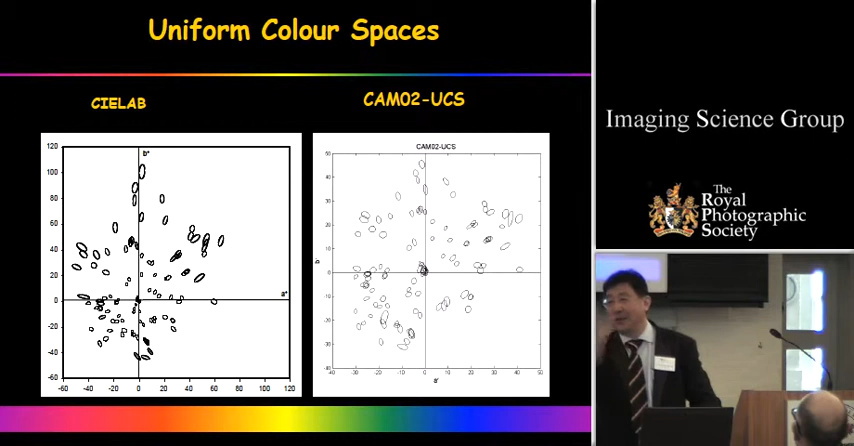 Uniform Colour Spaces
CIELAB
CAM02-UCS
120
100
80
60
40
20
0
-20
-40
-60
b*
a*
-60 -40 -20 0 20 40 60 80 100 120
CAM02-UCS
50
40
30
20
10
0
-10
-20
-30
-40
b'
-40 -30 -20 -10 0 10 20 30 40 50
a'
Imaging Science Group
The
Royal
Photographic
Society